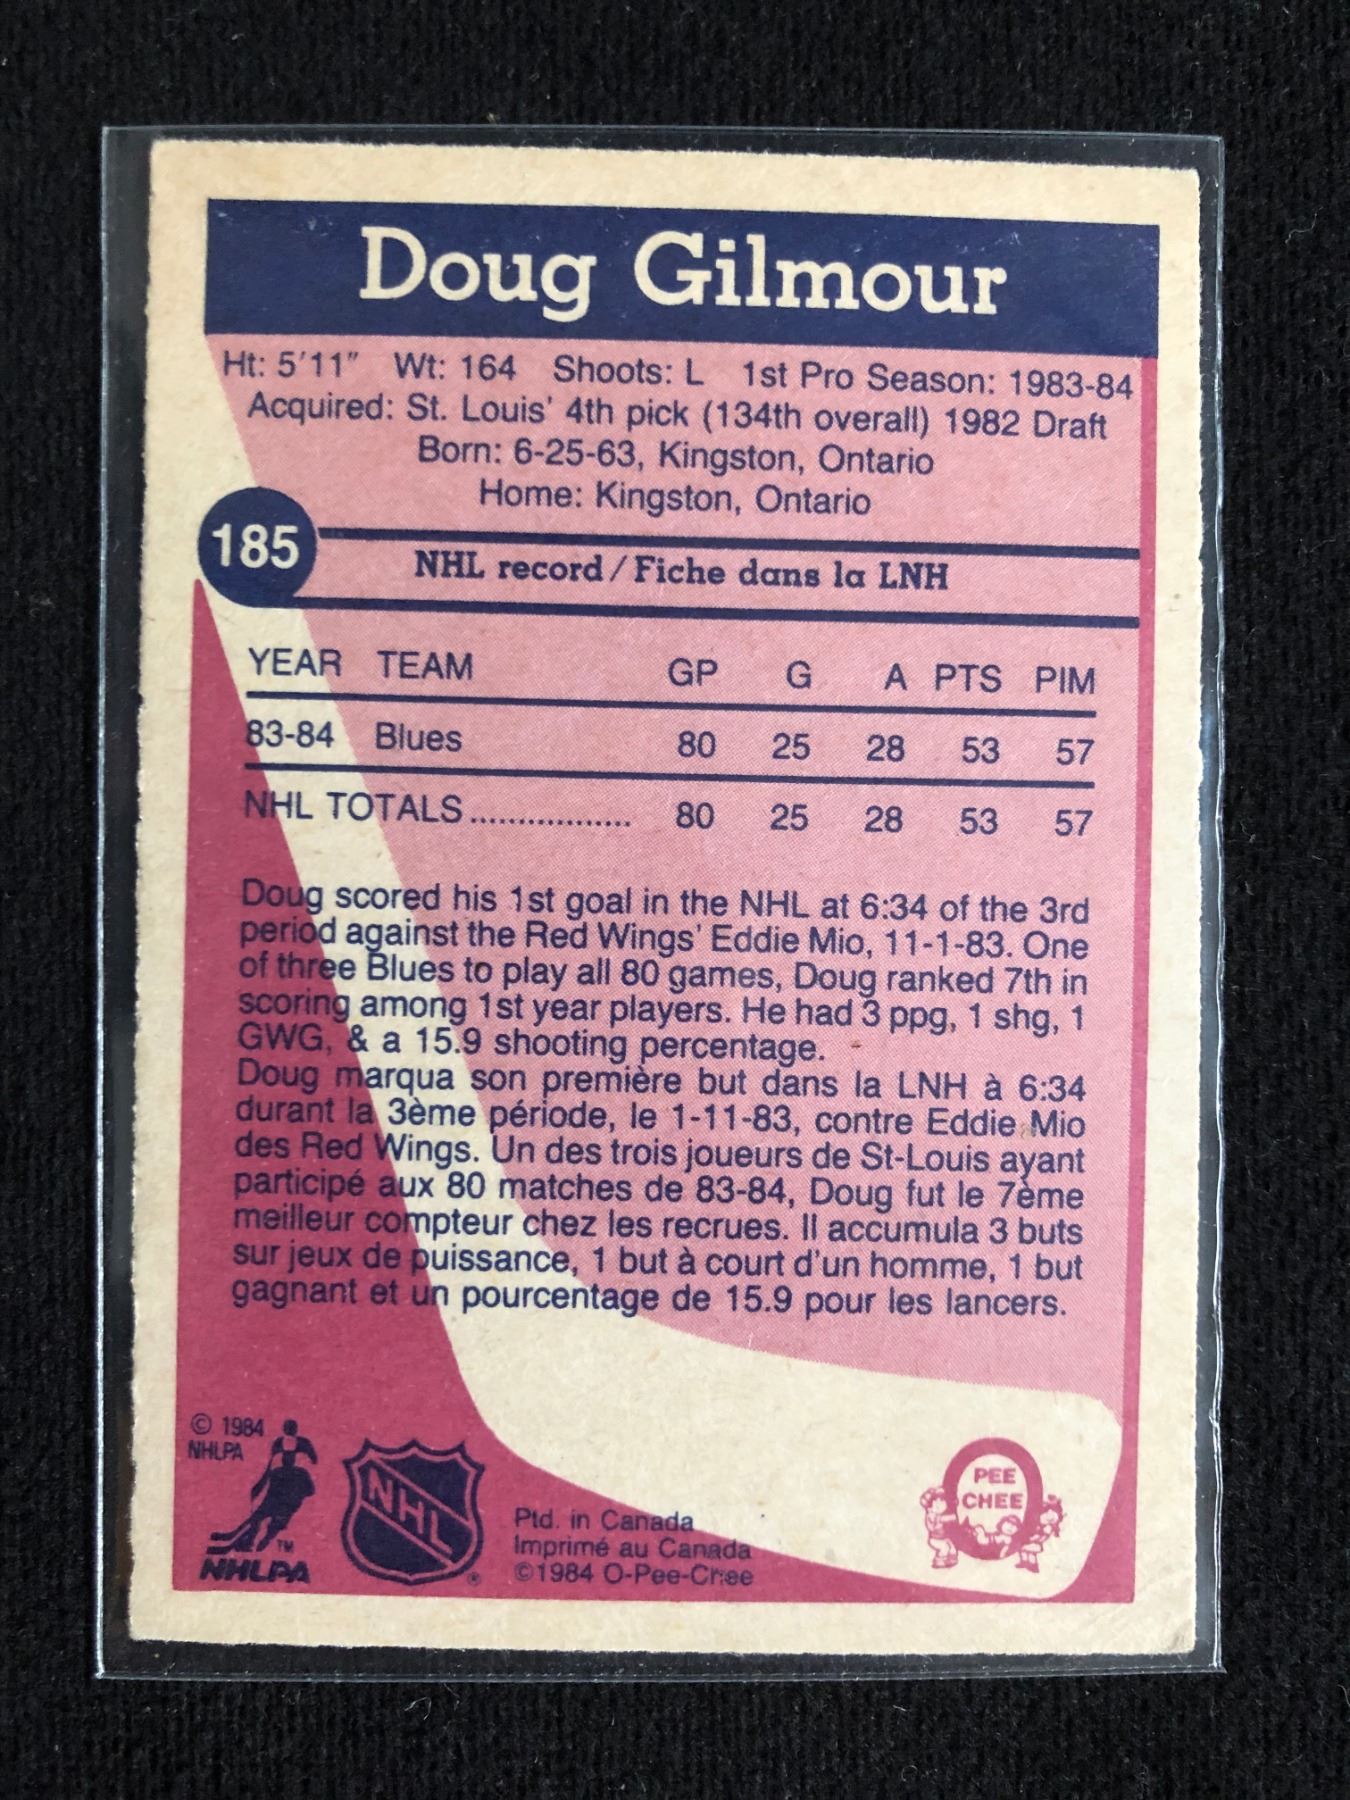 Doug Gilmour
Ht: 5'11" Wt: 164 Shoots: L 1st Pro Season: 1983-84
Acquired: St. Louis' 4th pick (134th overall) 1982 Draft
Born: 6-25-63, Kingston, Ontario
Home: Kingston, Ontario
185
NHL record/Fiche dans la LNH
YEAR TEAM GP G A PTS PIM
83-84 Blues 80 25 28 53 57
NHL TOTALS................. 80 25 28 53 57
Doug scored his 1st goal in the NHL at 6:34 of the 3rd
period against the Red Wings' Eddie Mio, 11-1-83. One
of three Blues to play all 80 games, Doug ranked 7th in
scoring among 1st year players. He had 3 ppg, 1 shg, 1
GWG, & a 15.9 shooting percentage.
Doug marqua son première but dans la LNH à 6:34
durant la 3ème période, le 1-11-83, contre Eddie Mio
des Red Wings. Un des trois joueurs de St-Louis ayant
participé aux 80 matches de 83-84, Doug fut le 7ème
meilleur compteur chez les recrues. Il accumula 3 buts
sur jeux de puissance, 1 but à court d'un homme, 1 but
gagnant et un pourcentage de 15.9 pour les lancers.
© 1984
NHLPA
TM
NHLPA
NHL
®
Ptd. in Canada
Imprimé au Canada
©1984 O-Pee-Chee
PEE
CHEE